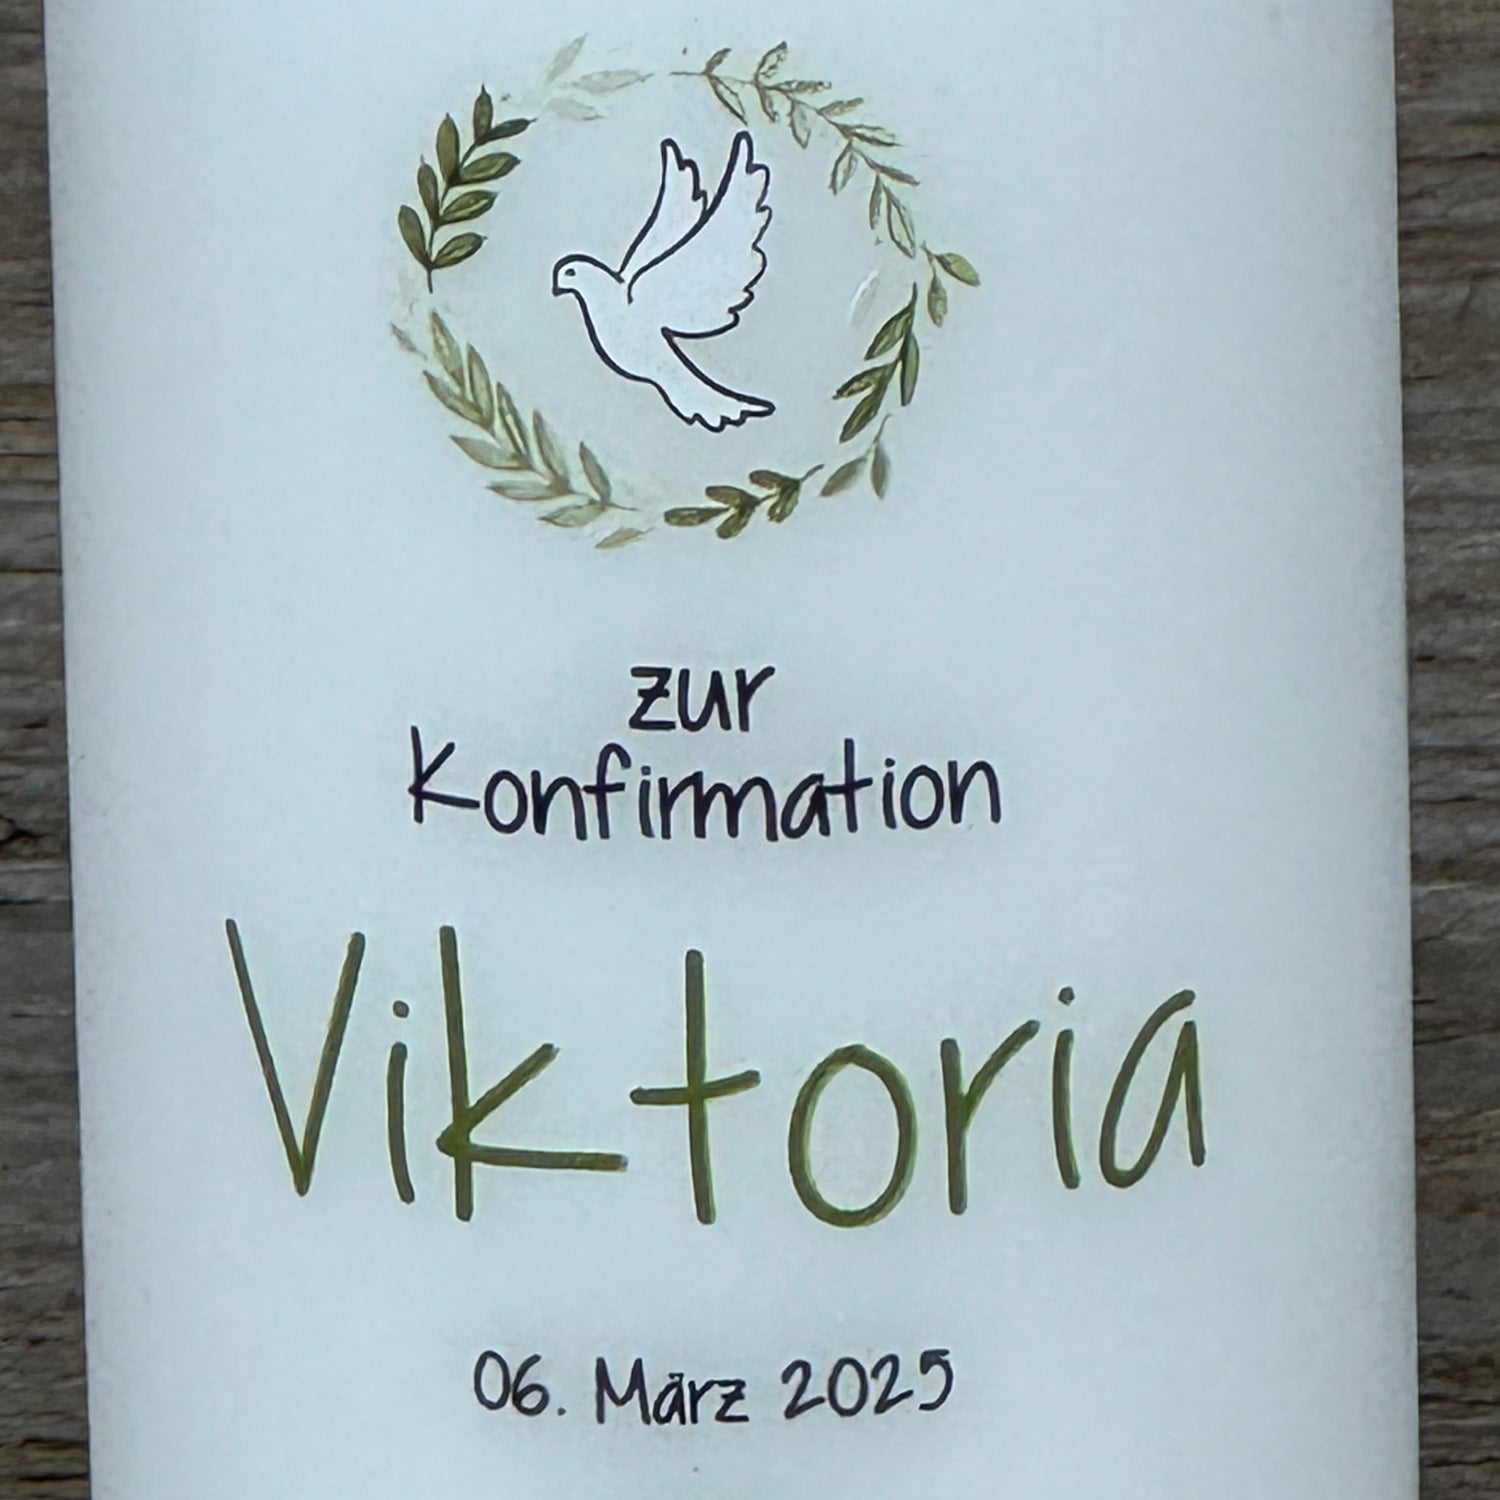 zur
Konfirmation
Viktoria
06. März 2025